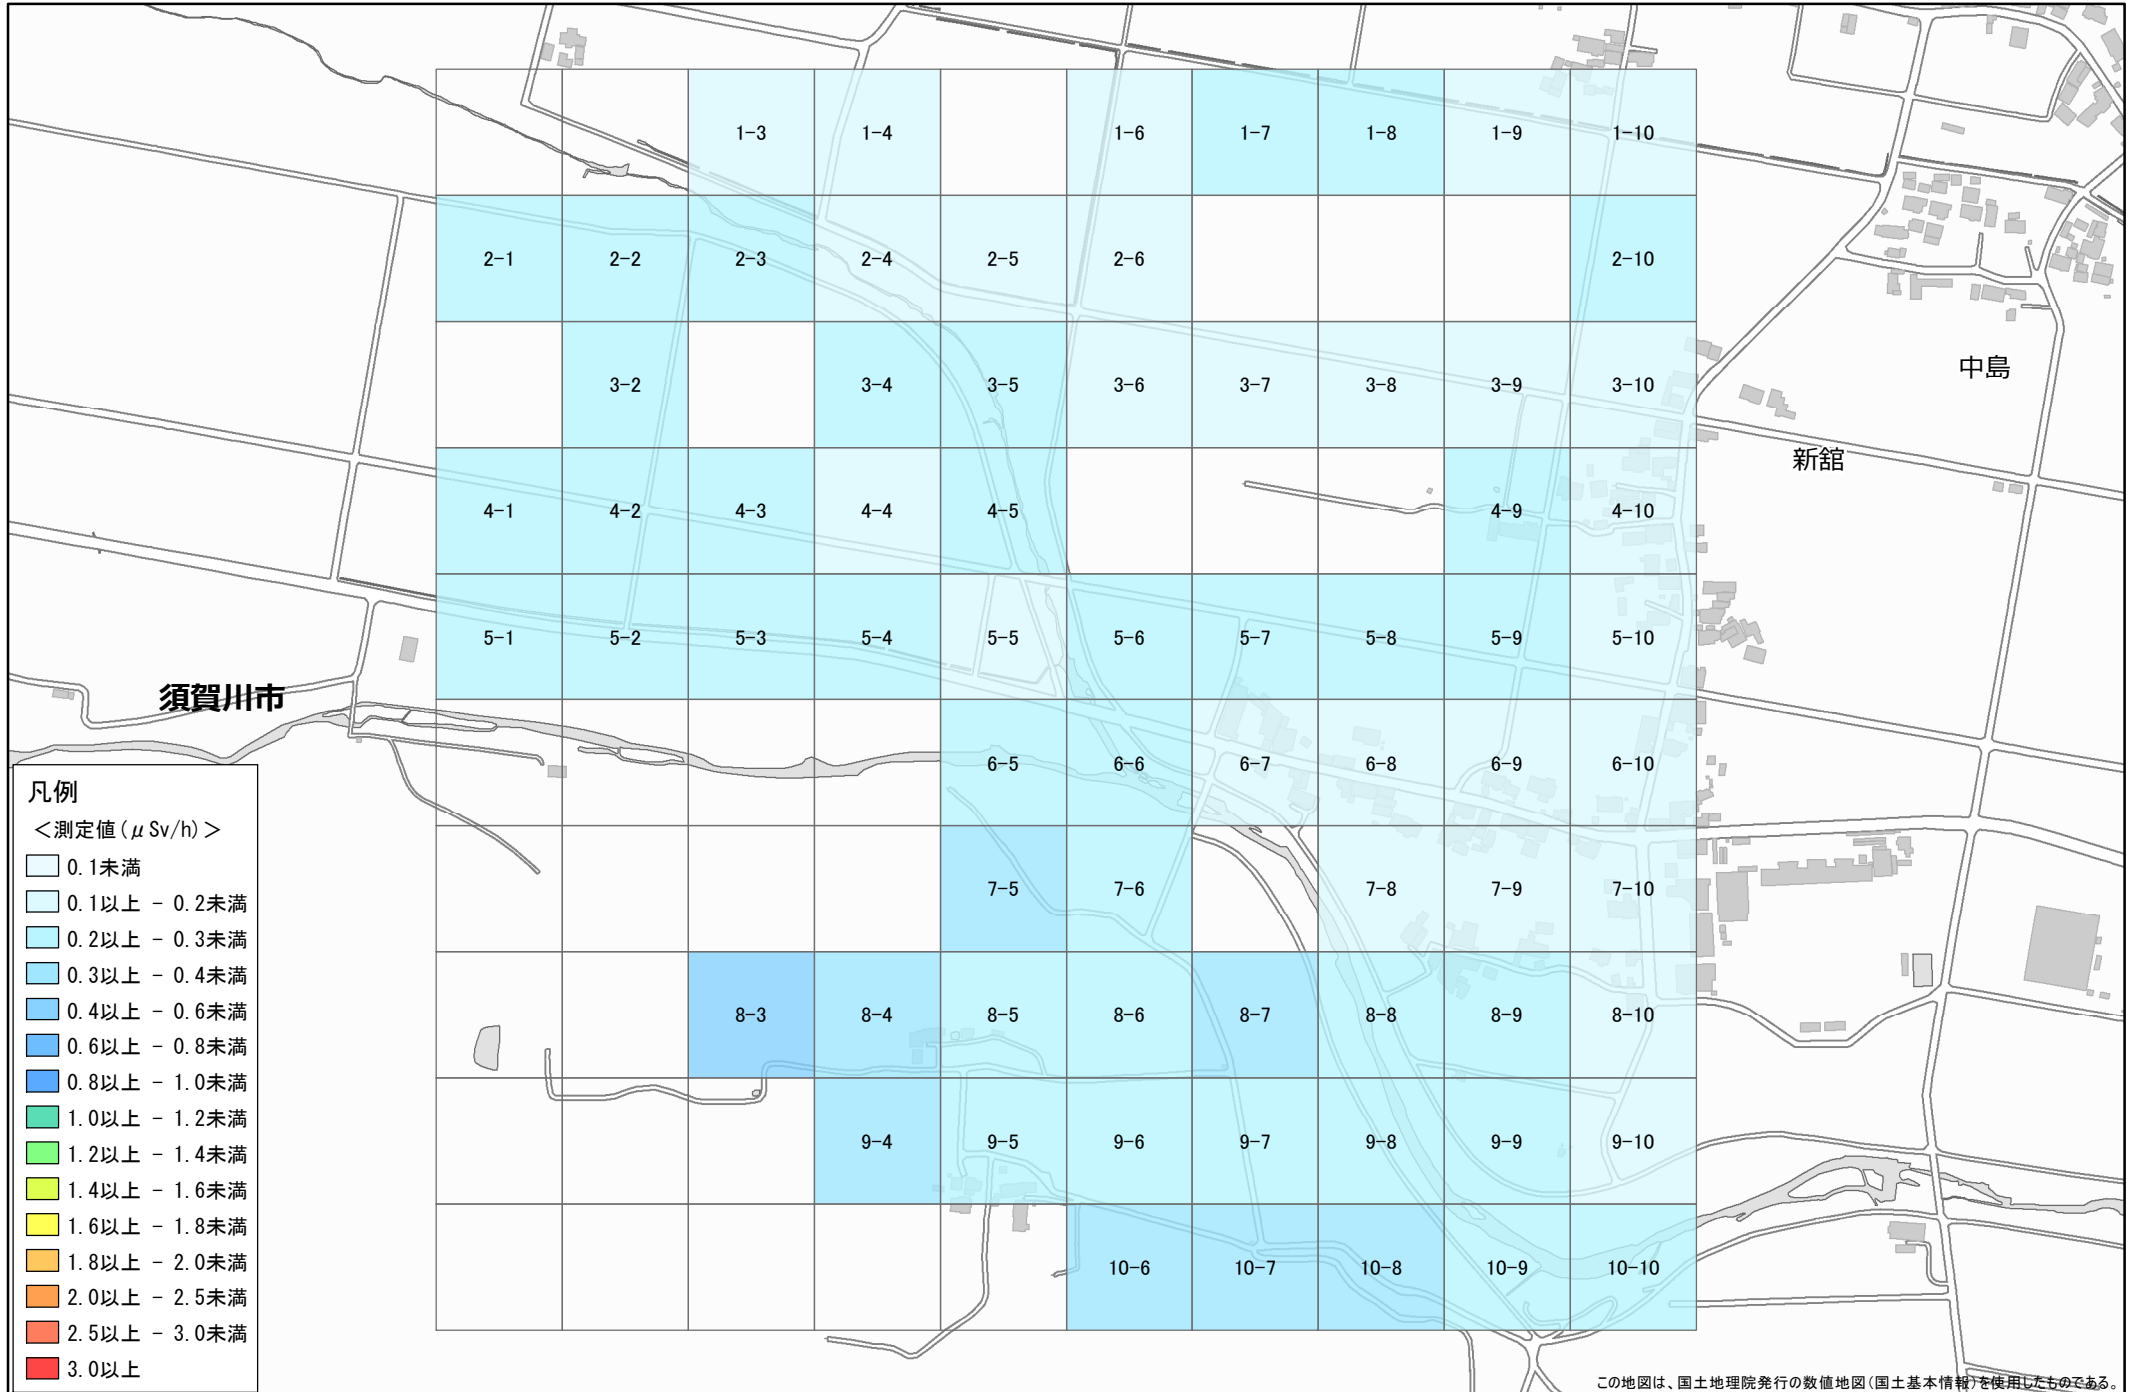 1-3 1-4 1-6 1-7 1-8 1-9 1-10
2-1 2-2 2-3 2-4 2-5 2-6 2-10
3-2 3-4 3-5 3-6 3-7 3-8 3-9 3-10
中島
新舘
4-1 4-2 4-3 4-4 4-5 4-9 4-10
5-1 5-2 5-3 5-4 5-5 5-6 5-7 5-8 5-9 5-10
須賀川市
6-5 6-6 6-7 6-8 6-9 6-10
7-5 7-6 7-8 7-9 7-10
8-3 8-4 8-5 8-6 8-7 8-8 8-9 8-10
9-4 9-5 9-6 9-7 9-8 9-9 9-10
10-6 10-7 10-8 10-9 10-10
凡例
＜測定値(μSv/h)＞
0.1未満
0.1以上 - 0.2未満
0.2以上 - 0.3未満
0.3以上 - 0.4未満
0.4以上 - 0.6未満
0.6以上 - 0.8未満
0.8以上 - 1.0未満
1.0以上 - 1.2未満
1.2以上 - 1.4未満
1.4以上 - 1.6未満
1.6以上 - 1.8未満
1.8以上 - 2.0未満
2.0以上 - 2.5未満
2.5以上 - 3.0未満
3.0以上
この地図は、国土地理院発行の数値地図(国土基本情報)を使用したものである。